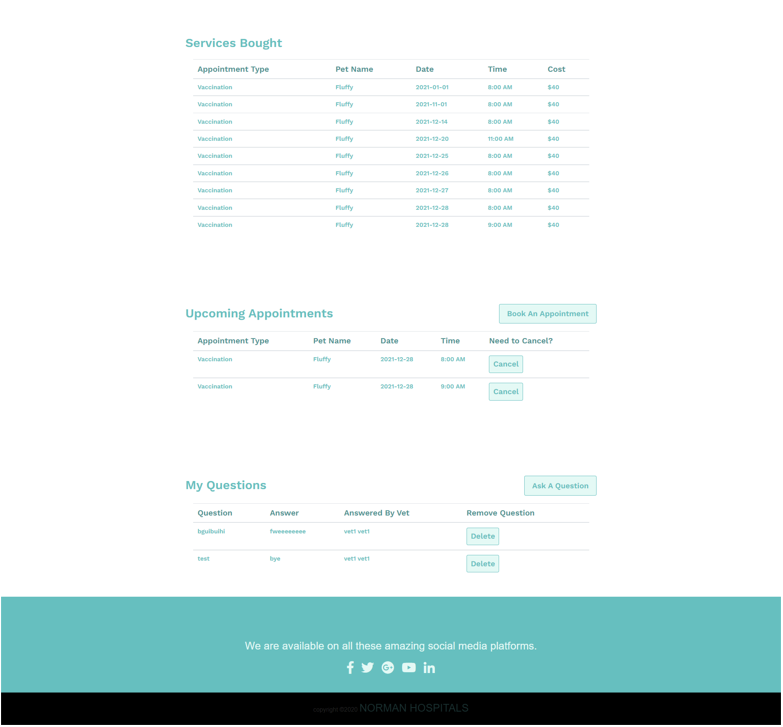 Services Bought
Appointment Type Pet Name Date Time Cost
Vaccination Fluffy 2021-01-01 8:00 AM $40
Vaccination Fluffy 2021-11-01 8:00 AM $40
Vaccination Fluffy 2021-12-14 8:00 AM $40
Vaccination Fluffy 2021-12-20 11:00 AM $40
Vaccination Fluffy 2021-12-25 8:00 AM $40
Vaccination Fluffy 2021-12-26 8:00 AM $40
Vaccination Fluffy 2021-12-27 8:00 AM $40
Vaccination Fluffy 2021-12-28 8:00 AM $40
Vaccination Fluffy 2021-12-28 9:00 AM $40
Upcoming Appointments Book An Appointment
Appointment Type Pet Name Date Time Need to Cancel?
Vaccination Fluffy 2021-12-28 8:00 AM Cancel
Vaccination Fluffy 2021-12-28 9:00 AM Cancel
My Questions Ask A Question
Question Answer Answered By Vet Remove Question
bguibuihi heeeeeeeee vet1 vet1 Delete
test bye vet1 vet1 Delete
We are available on all these amazing social media platforms.
copyright ©2020 NORMAN HOSPITALS